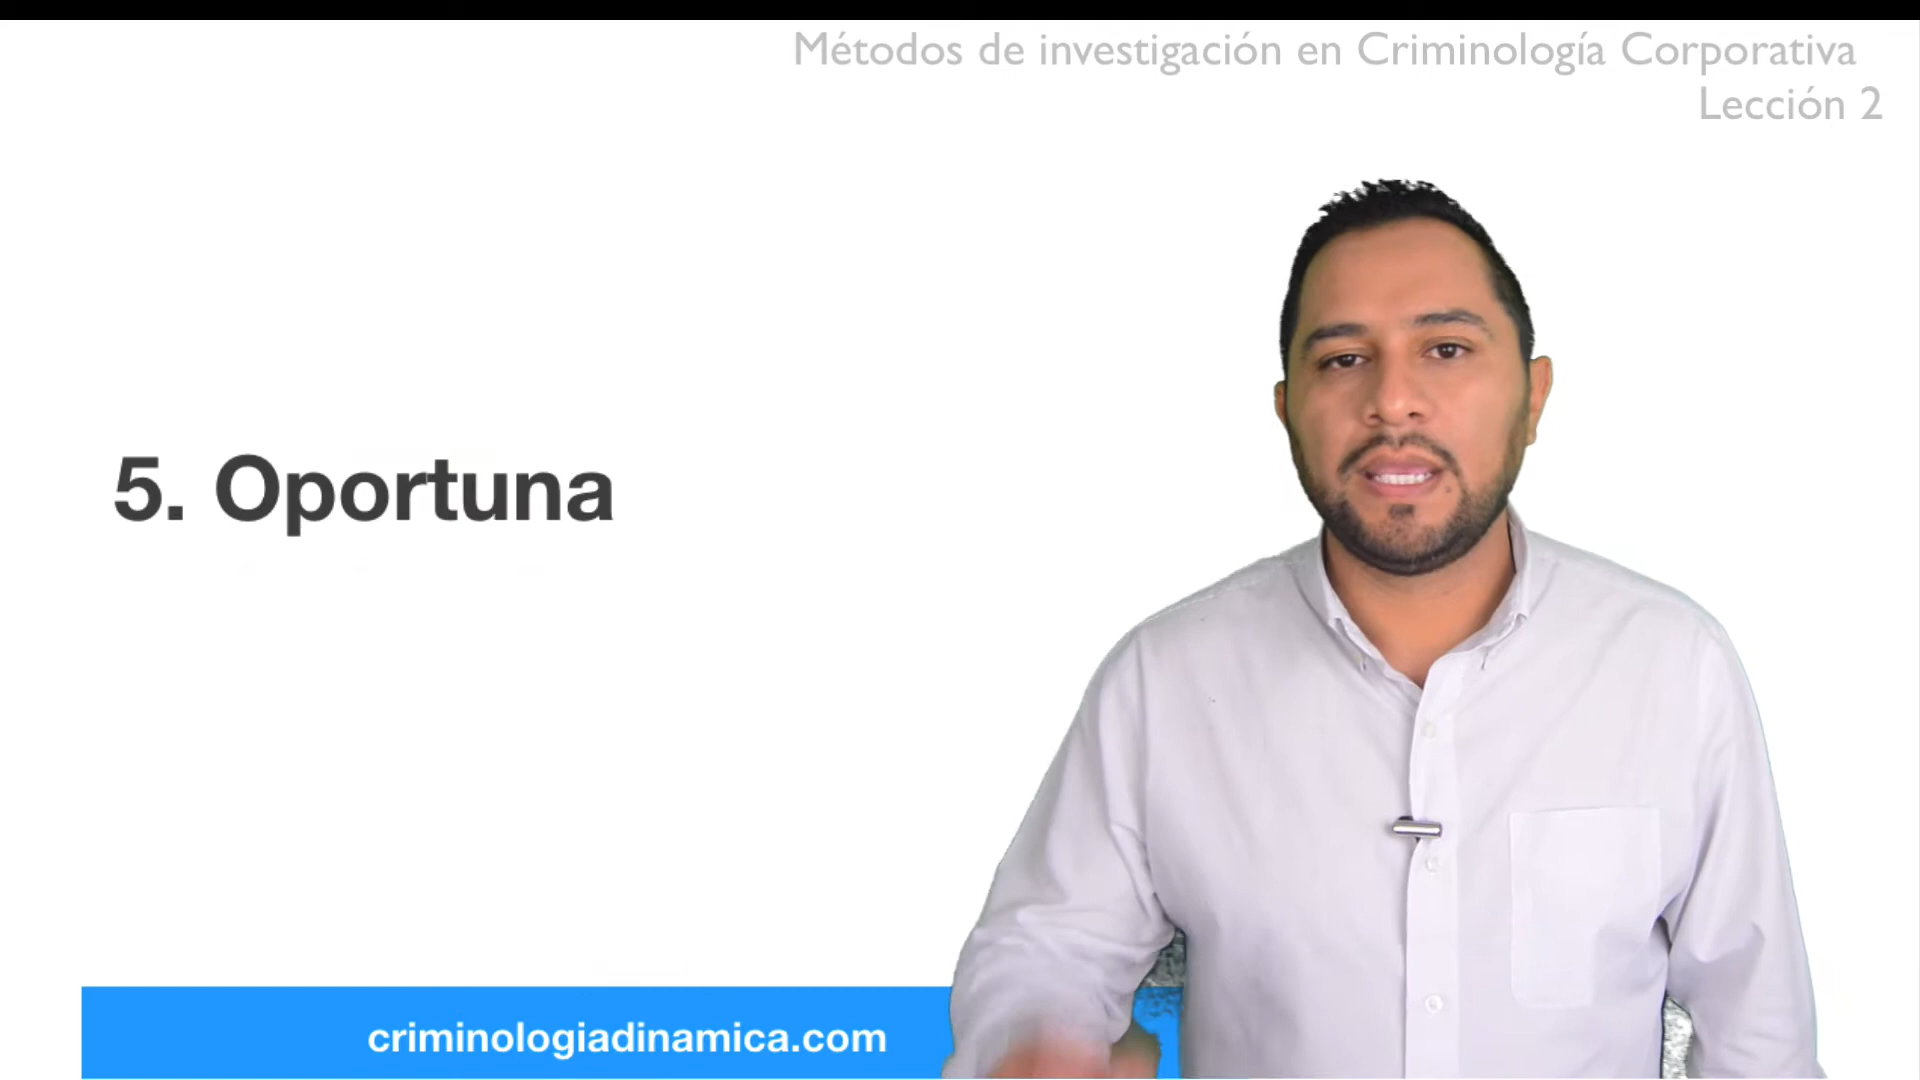 Métodos de investigación en Criminología Corporativa
Lección 2
5. Oportuna
criminologiadinamica.com